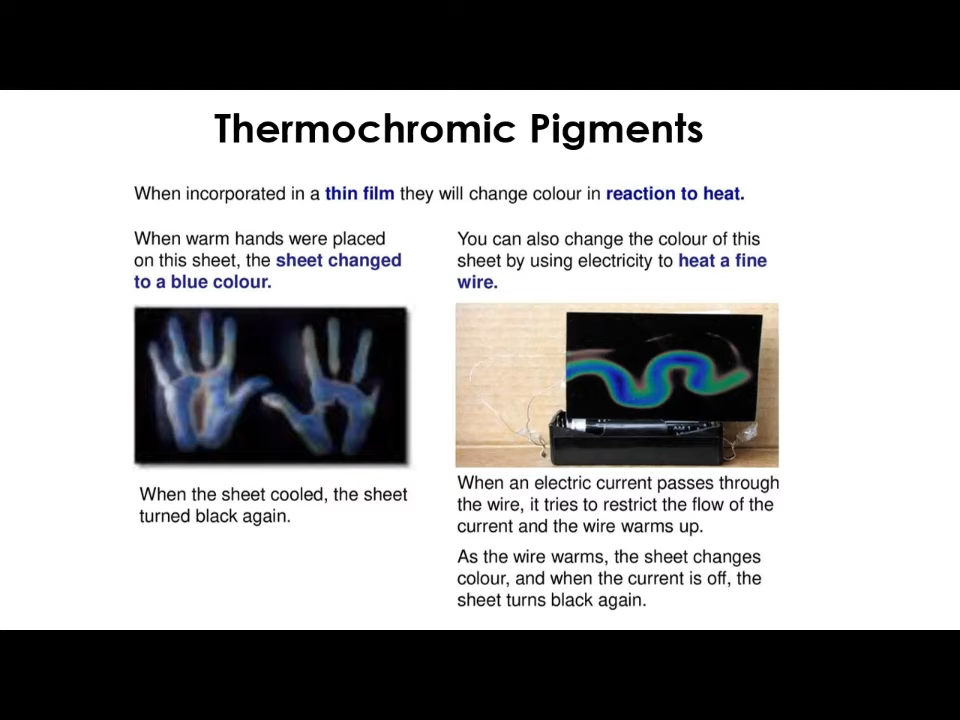 Thermochromic Pigments
When incorporated in a thin film they will change colour in reaction to heat.
When warm hands were placed
on this sheet, the sheet changed
to a blue colour.
When the sheet cooled, the sheet
turned black again.
You can also change the colour of this
sheet by using electricity to heat a fine
wire.
When an electric current passes through
the wire, it tries to restrict the flow of the
current and the wire warms up.
As the wire warms, the sheet changes
colour, and when the current is off, the
sheet turns black again.